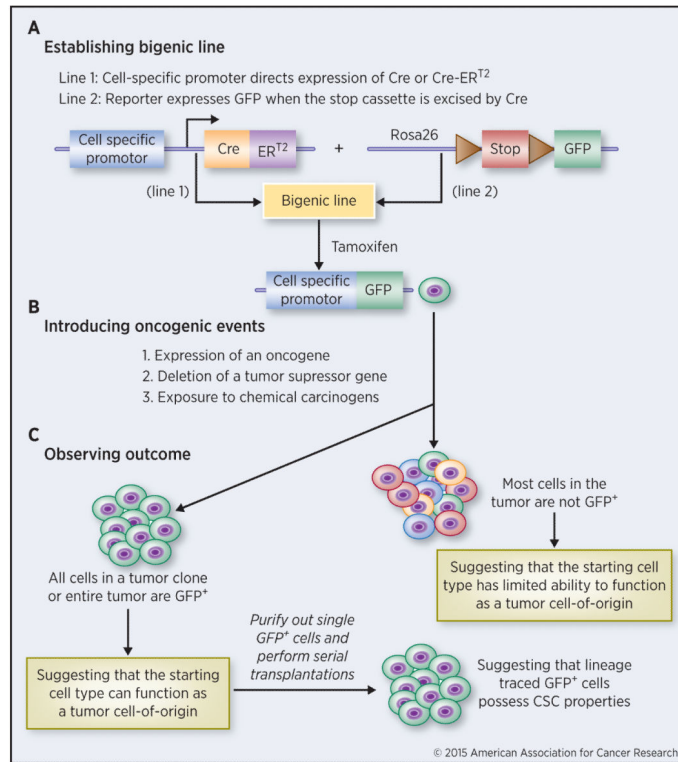 A
Establishing bigenic line
Line 1: Cell-specific promoter directs expression of Cre or Cre-ERT2
Line 2: Reporter expresses GFP when the stop cassette is excised by Cre
Cell specific
promotor
Cre
ERT2
+
Rosa26
Stop
GFP
(line 1)
Bigenic line
(line 2)
Tamoxifen
Cell specific
promotor
GFP
B
Introducing oncogenic events
1. Expression of an oncogene
2. Deletion of a tumor supressor gene
3. Exposure to chemical carcinogens
C
Observing outcome
Most cells in the
tumor are not GFP+
Suggesting that the starting cell
type has limited ability to function
as a tumor cell-of-origin
All cells in a tumor clone
or entire tumor are GFP+
Suggesting that the starting
cell type can function as
a tumor cell-of-origin
Purify out single
GFP+ cells and
perform serial
transplantations
Suggesting that lineage
traced GFP+ cells
possess CSC properties
© 2015 American Association for Cancer Research